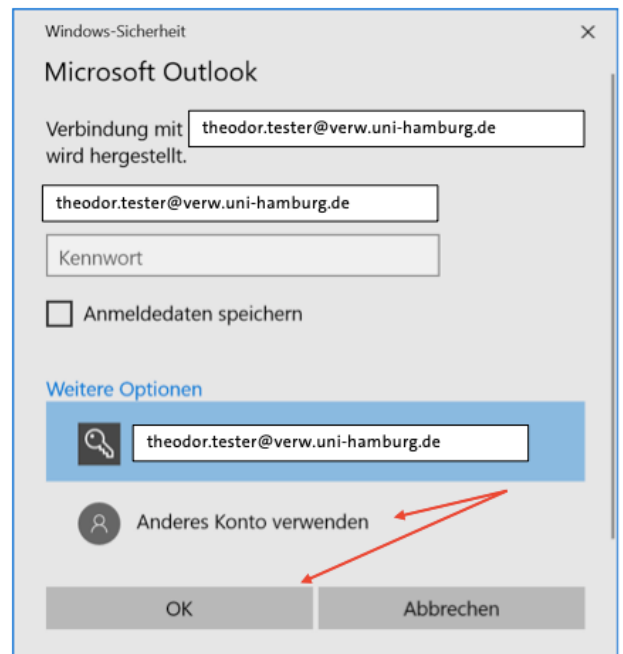 Windows-Sicherheit
Microsoft Outlook
Verbindung mit theodor.tester@verw.uni-hamburg.de
wird hergestellt.
theodor.tester@verw.uni-hamburg.de
Kennwort
Anmeldedaten speichern
Weitere Optionen
theodor.tester@verw.uni-hamburg.de
Anderes Konto verwenden
OK Abbrechen